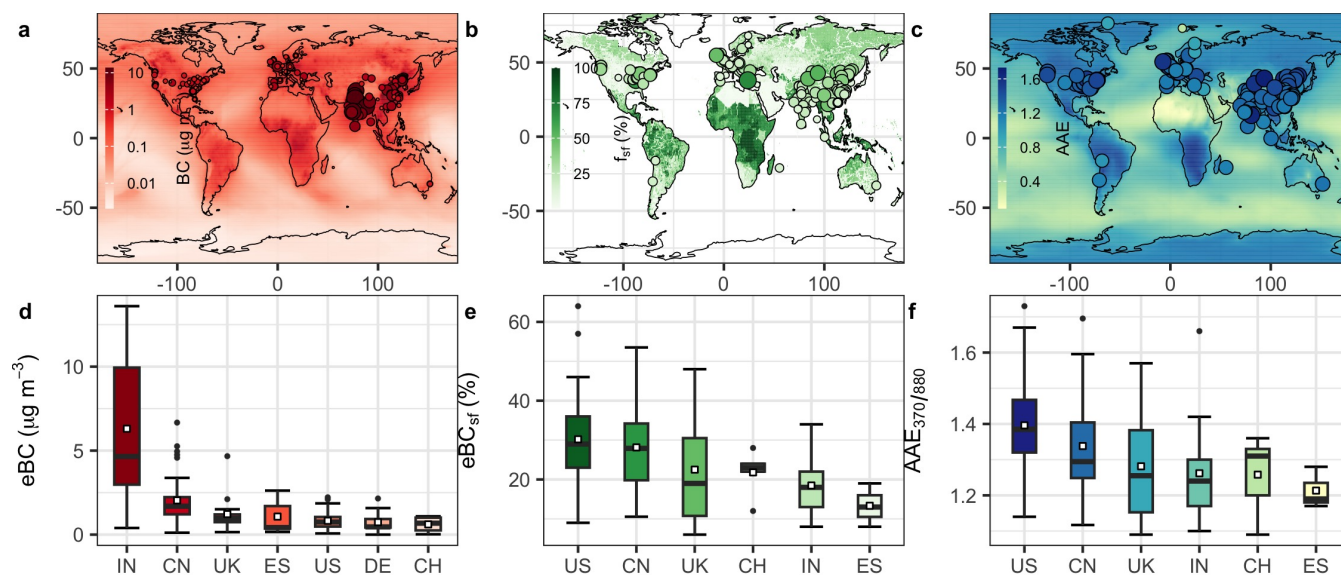 a
50
0
-50
10
1
0.1
0.01
BC (μg m
-100
0
100
b
50
0
-50
100
75
50
25
fsf (%)
-100
0
100
c
50
0
-50
1.6
1.2
0.8
0.4
AAE
-100
0
100
d
eBC (μg m−3)
10
5
0
IN CN UK ES US DE CH
e
eBCsf (%)
60
40
20
US CN UK CH IN ES
f
AAE370/880
1.6
1.4
1.2
US CN UK IN CH ES